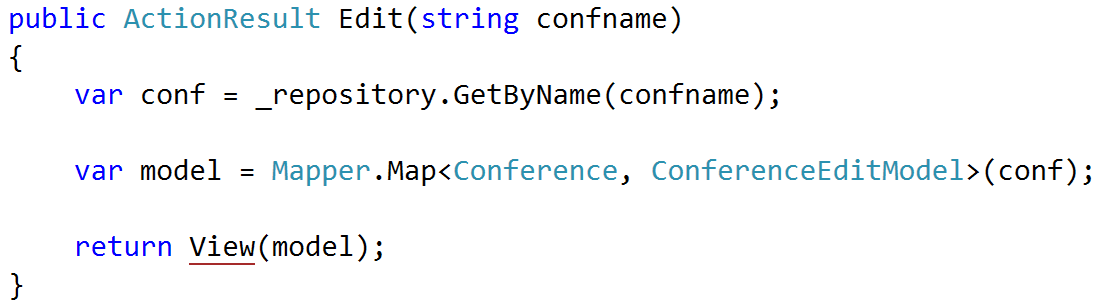 public ActionResult Edit(string confname)
{
    var conf = _repository.GetByName(confname);
    var model = Mapper.Map<Conference, ConferenceEditModel>(conf);
    return View(model);
}